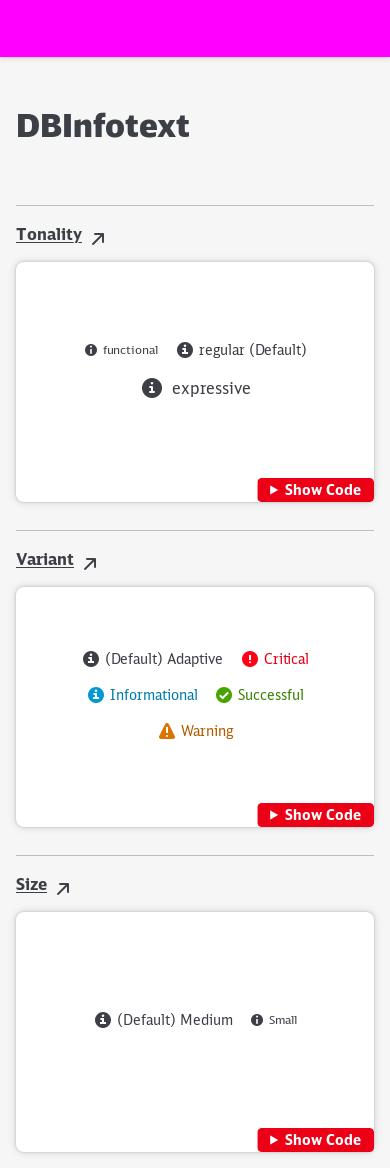 DBInfotext
Tonality
functional regular (Default)
expressive
Show Code
Variant
(Default) Adaptive Critical
Informational Successful
Warning
Show Code
Size
(Default) Medium Small
Show Code